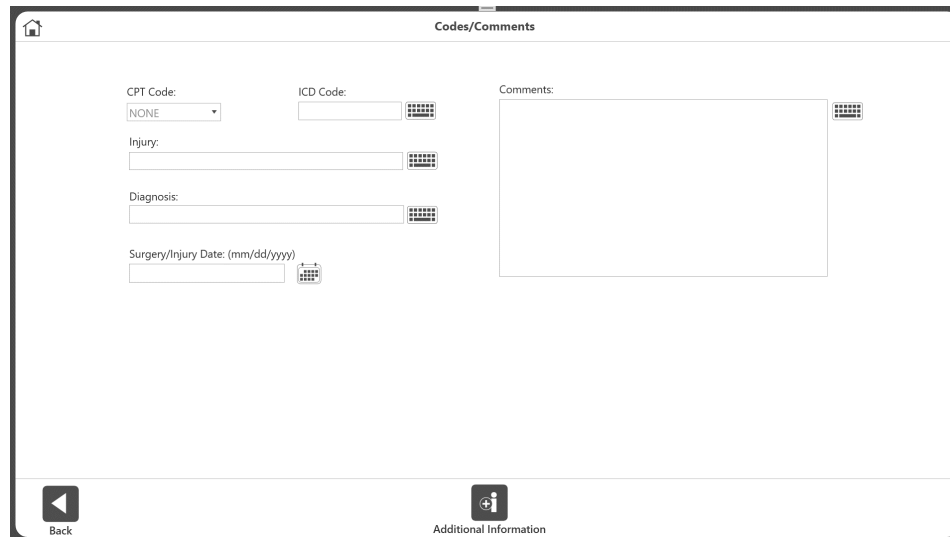 Codes/Comments
CPT Code:
NONE
ICD Code:
Injury:
Diagnosis:
Surgery/Injury Date: (mm/dd/yyyy)
Comments:
Back
Additional Information